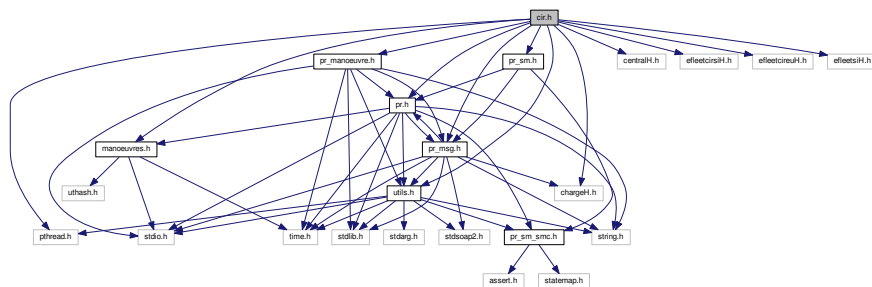 cir.h
pr_manoeuvre.h
pr_sm.h
centralH.h
efleetcirsiH.h
efleetcireuH.h
efleetsiH.h
pr.h
manoeuvres.h
pr_msg.h
uthash.h
utils.h
chargeH.h
pthread.h
stdio.h
time.h
stdlib.h
stdarg.h
stdsoap2.h
pr_sm_smc.h
string.h
assert.h
statemap.h